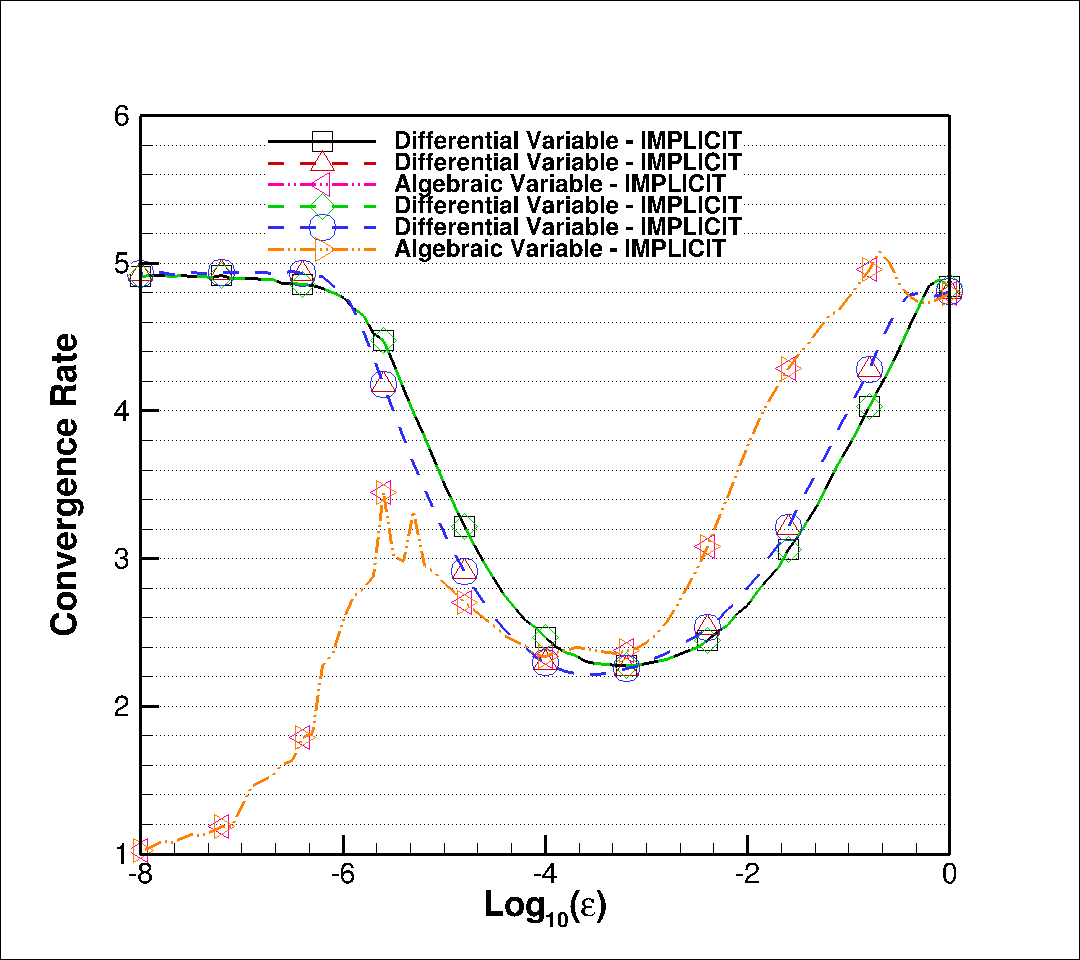 6
Differential Variable - IMPLICIT
Differential Variable - IMPLICIT
Algebraic Variable - IMPLICIT
Differential Variable - IMPLICIT
Differential Variable - IMPLICIT
Algebraic Variable - IMPLICIT
5
4
3
2
1
Convergence Rate
-8 -6 -4 -2 0
Log₁₀(ε)